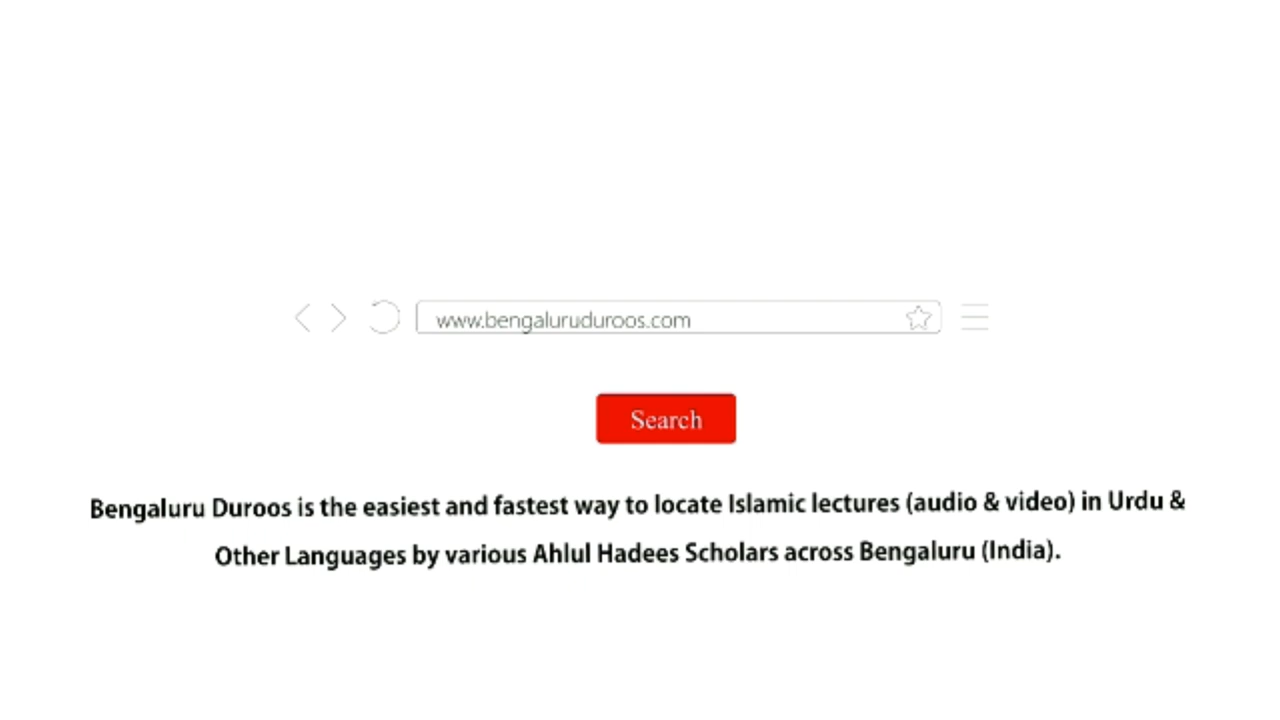 www.bengaluruduroos.com
Search
Bengaluru Duroos is the easiest and fastest way to locate Islamic lectures (audio & video) in Urdu &
Other Languages by various Ahlul Hadees Scholars across Bengaluru (India).